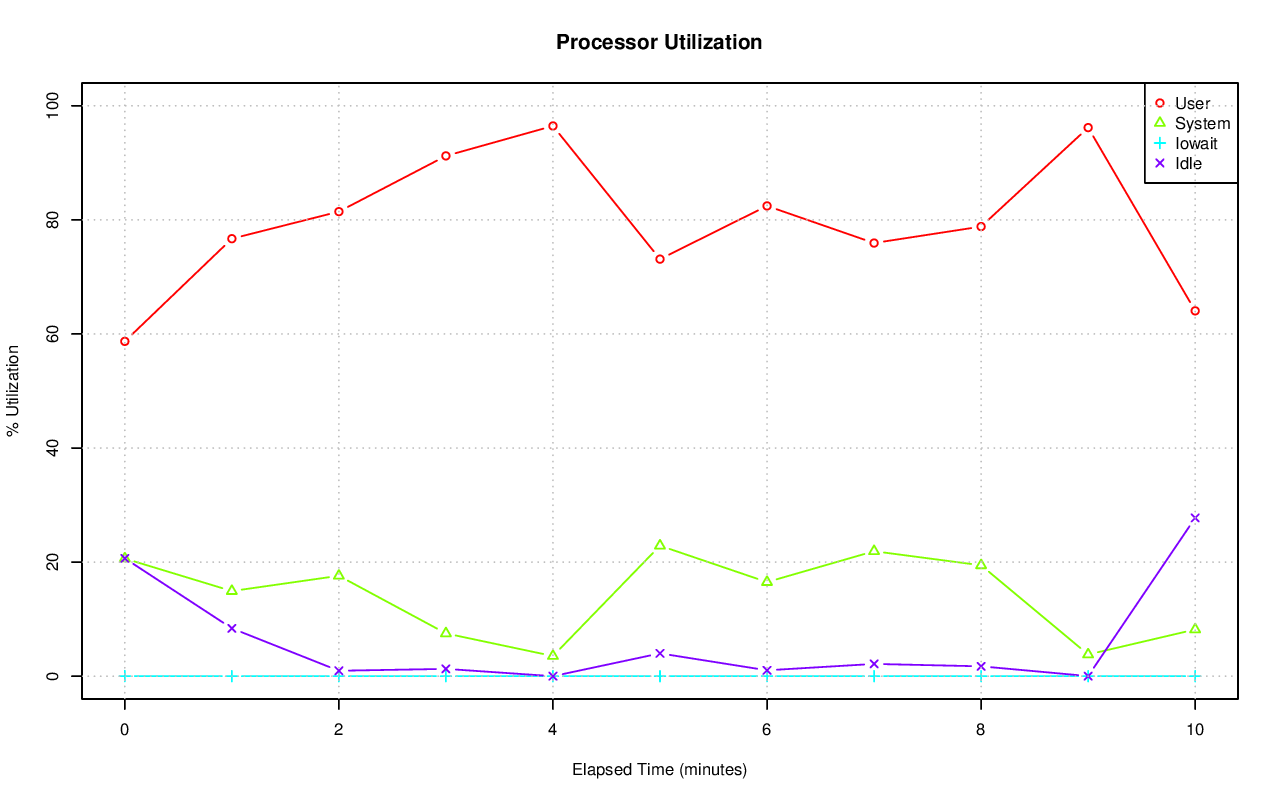 Processor Utilization
User
System
Iowait
Idle
% Utilization
100
80
60
40
20
0
0 2 4 6 8 10
Elapsed Time (minutes)